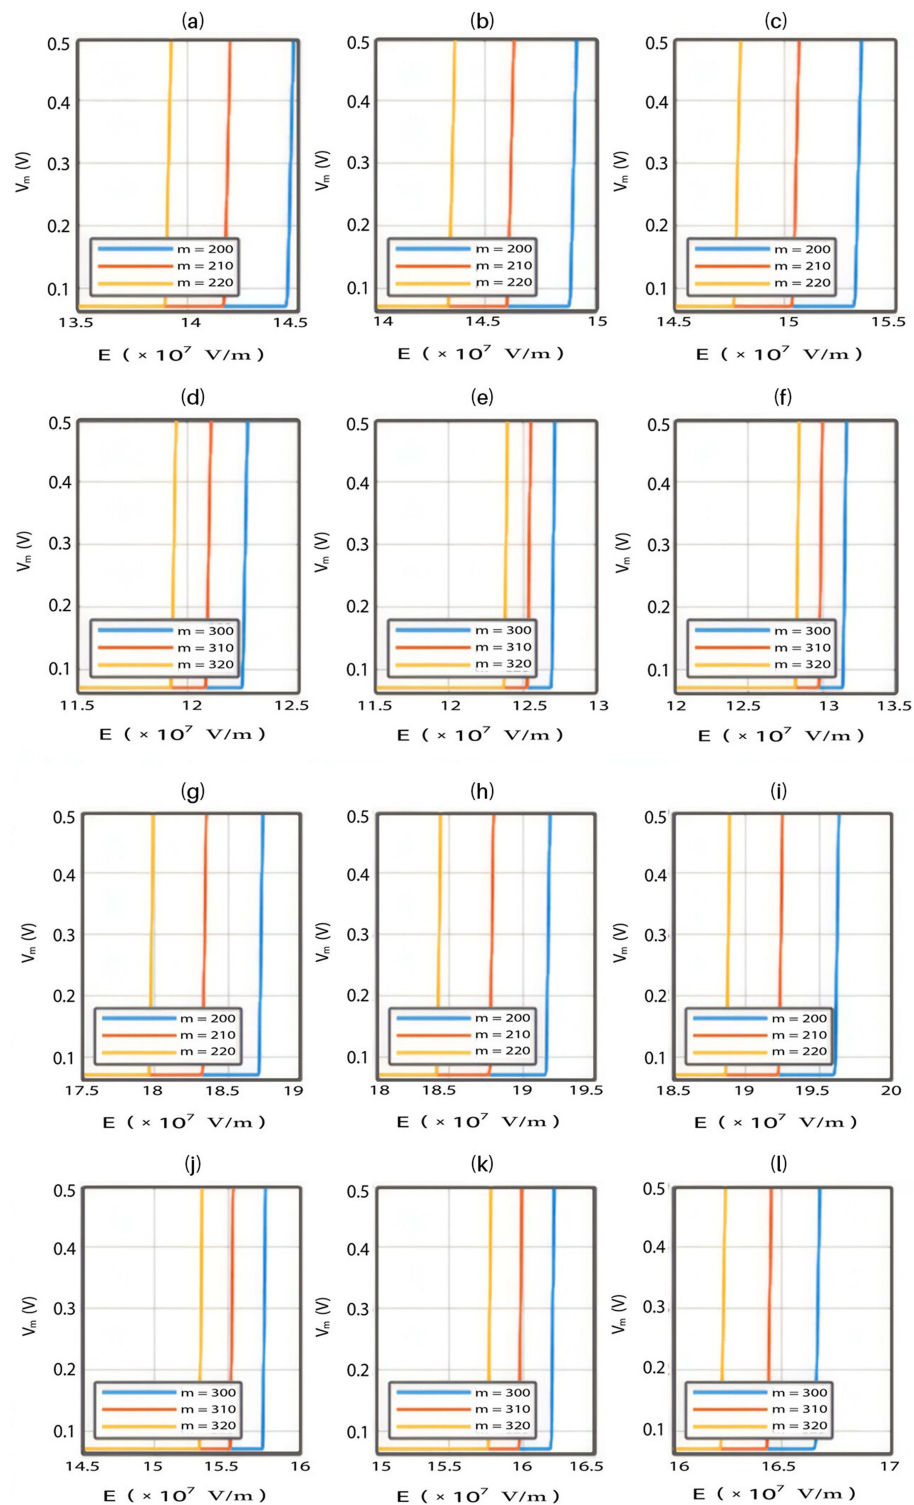 (a) (b) (c)
0.5 0.5 0.5
0.4 0.4 0.4
Vm (V) 0.3 Vm (V) 0.3 Vm (V) 0.3
0.2 0.2 0.2
m = 200 m = 200 m = 200
m = 210 m = 210 m = 210
m = 220 m = 220 m = 220
0.1 0.1 0.1
13.5 14 14.5 14 14.5 15 14.5 15 15.5
E ( × 10⁷ V/m) E ( × 10⁷ V/m) E ( × 10⁷ V/m)
(d) (e) (f)
0.5 0.5 0.5
0.4 0.4 0.4
Vm (V) 0.3 Vm (V) 0.3 Vm (V) 0.3
0.2 0.2 0.2
m = 300 m = 300 m = 300
m = 310 m = 310 m = 310
m = 320 m = 320 m = 320
0.1 0.1 0.1
11.5 12 12.5 11.5 12 12.5 13 12 12.5 13 13.5
E ( × 10⁷ V/m) E ( × 10⁷ V/m) E ( × 10⁷ V/m)
(g) (h) (i)
0.5 0.5 0.5
0.4 0.4 0.4
Vm (V) 0.3 Vm (V) 0.3 Vm (V) 0.3
0.2 0.2 0.2
m = 200 m = 200 m = 200
m = 210 m = 210 m = 210
m = 220 m = 220 m = 220
0.1 0.1 0.1
17.5 18 18.5 19 18 18.5 19 19.5 18.5 19 19.5 20
E ( × 10⁷ V/m) E ( × 10⁷ V/m) E ( × 10⁷ V/m)
(j) (k) (l)
0.5 0.5 0.5
0.4 0.4 0.4
Vm (V) 0.3 Vm (V) 0.3 Vm (V) 0.3
0.2 0.2 0.2
m = 300 m = 300 m = 300
m = 310 m = 310 m = 310
m = 320 m = 320 m = 320
0.1 0.1 0.1
14.5 15 15.5 16 15 15.5 16 16.5 16 16.5 17
E ( × 10⁷ V/m) E ( × 10⁷ V/m) E ( × 10⁷ V/m)